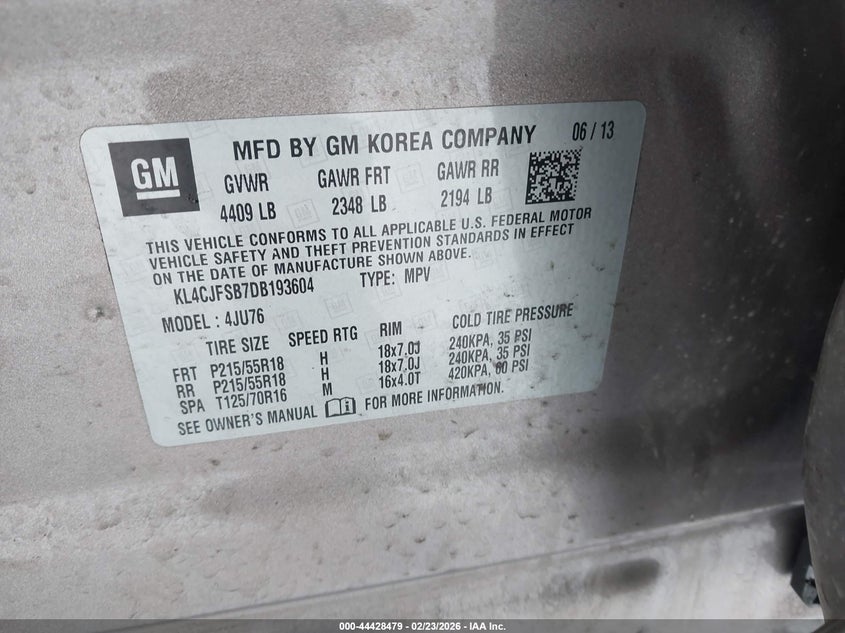 GM
MFD BY GM KOREA COMPANY 06 / 13
GVWR GAWR FRT GAWR RR
4409 LB 2348 LB 2194 LB
THIS VEHICLE CONFORMS TO ALL APPLICABLE U.S. FEDERAL MOTOR
VEHICLE SAFETY AND THEFT PREVENTION STANDARDS IN EFFECT
ON THE DATE OF MANUFACTURE SHOWN ABOVE.
KL4CJFSB7DB193604 TYPE: MPV
MODEL : 4JU76
TIRE SIZE SPEED RTG RIM COLD TIRE PRESSURE
FRT P215/55R18 H 18x7.0J 240KPA, 35 PSI
RR P215/55R18 H 18x7.0J 240KPA, 35 PSI
SPA T125/70R16 M 16x4.0T 420KPA, 60 PSI
SEE OWNER'S MANUAL FOR MORE INFORMATION.
000-44428479 — 02/23/2026 — IAA Inc.